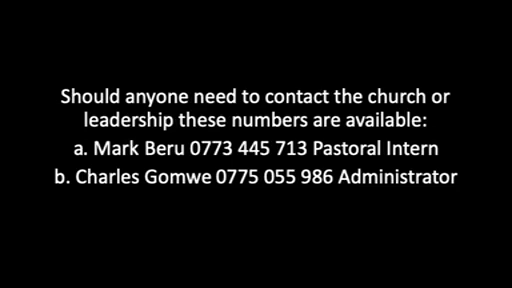 Should anyone need to contact the church or
leadership these numbers are available:
a. Mark Beru 0773 445 713 Pastoral Intern
b. Charles Gomwe 0775 055 986 Administrator